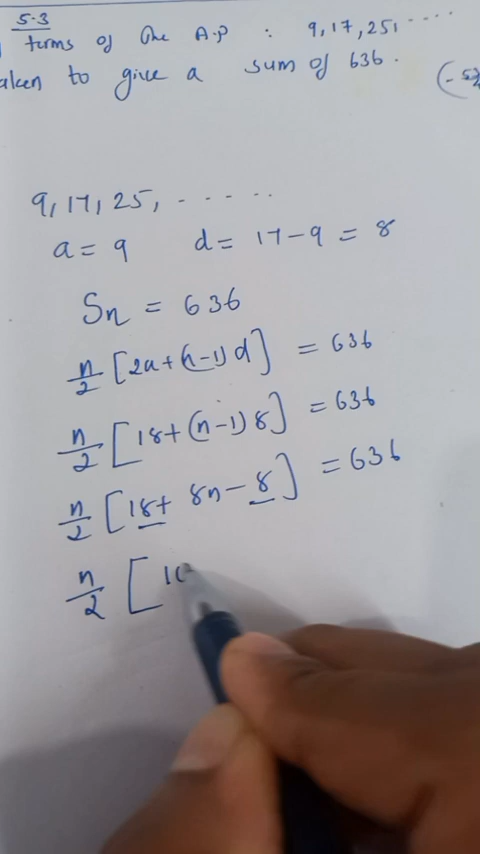 5.3
terms of the A.P : 9, 17, 25, ....
aken to give a sum of 636.
9, 17, 25, ......
a = 9 d = 17 - 9 = 8
Sn = 636
n/2 [2a + (n-1) d] = 636
n/2 [18 + (n-1) 8] = 636
n/2 [18 + 8n - 8] = 636
n/2 [10